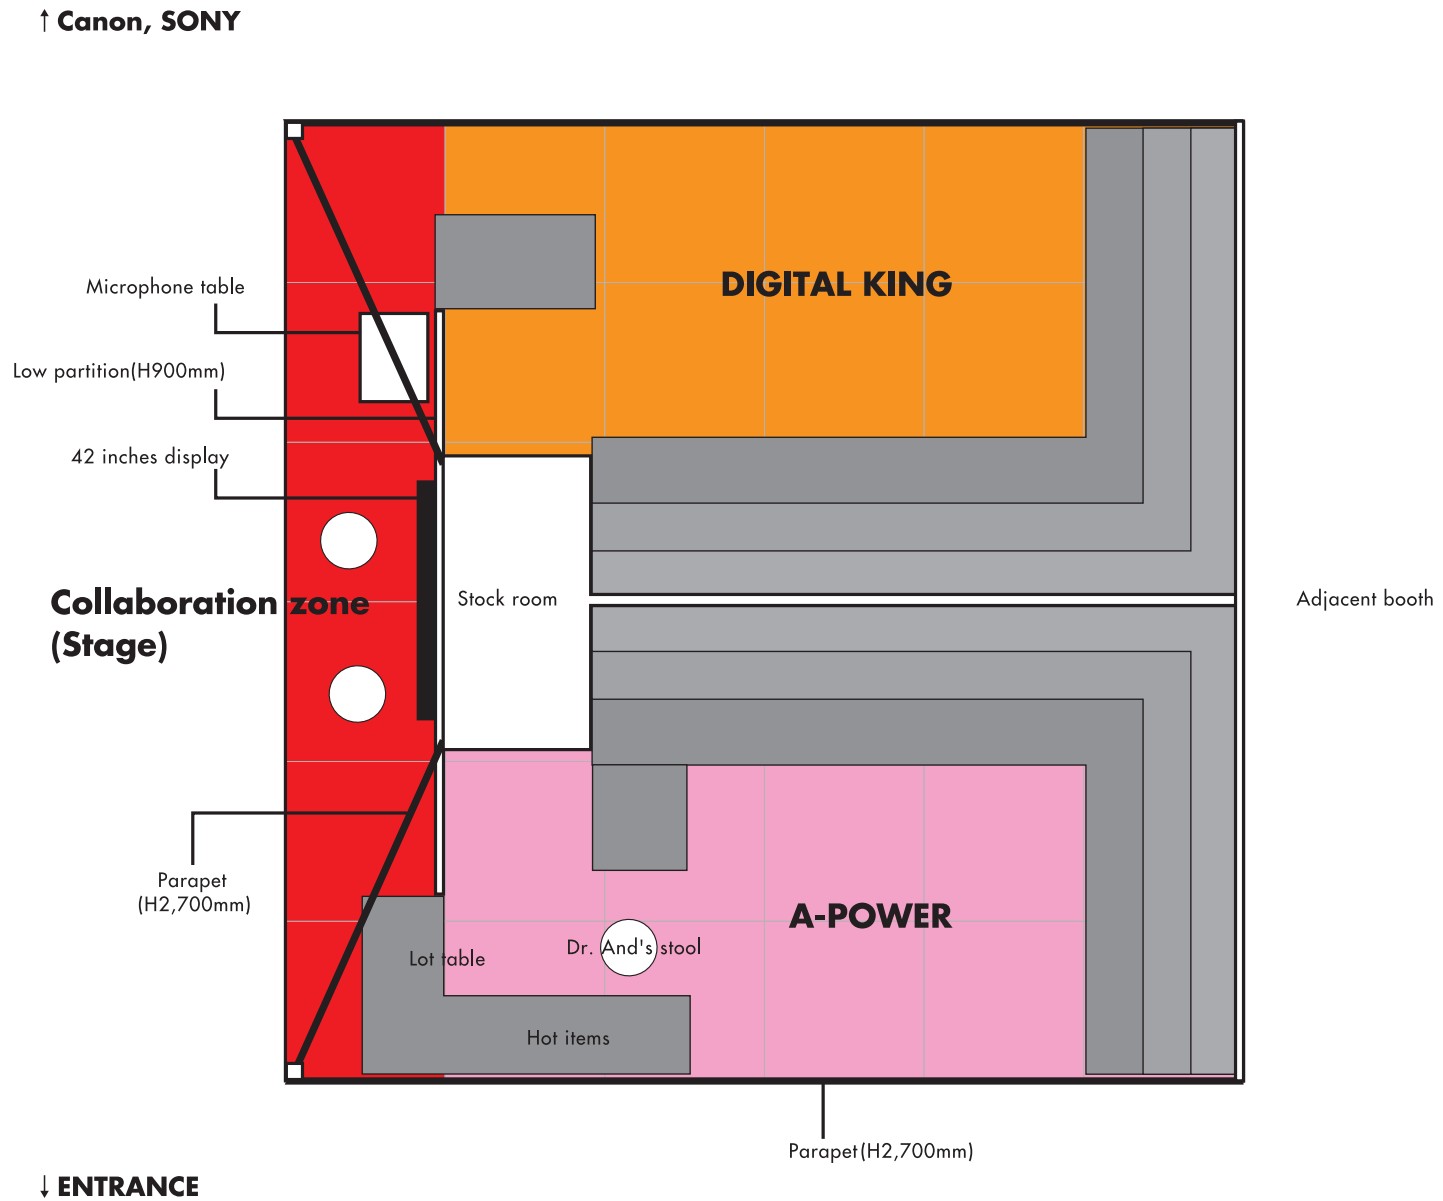 ↑ Canon, SONY
Microphone table
DIGITAL KING
Low partition(H900mm)
42 inches display
Collaboration zone
(Stage)
Stock room
Adjacent booth
Parapet
(H2,700mm)
A-POWER
Lot table
Dr. And's stool
Hot items
Parapet(H2,700mm)
↓ ENTRANCE